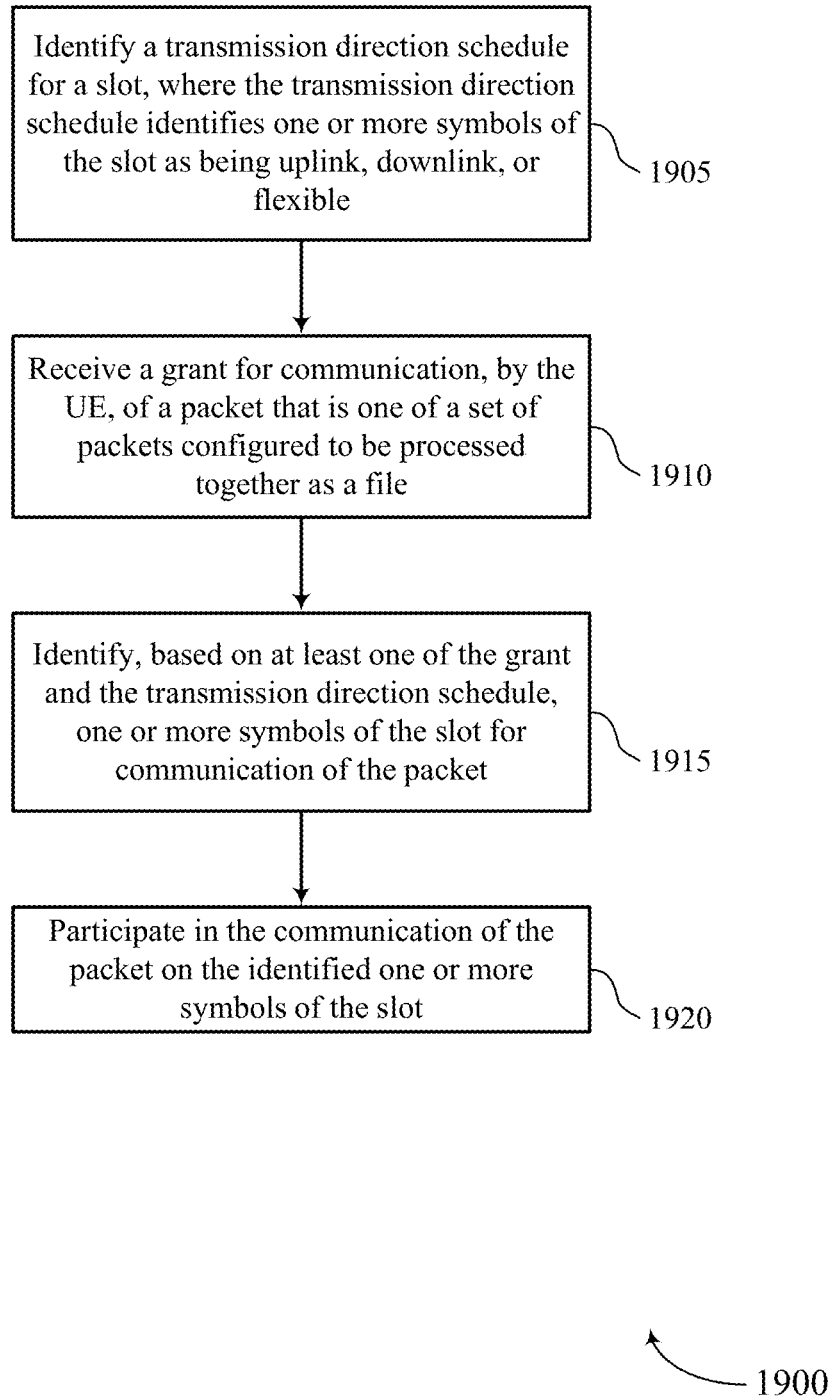 Identify a transmission direction schedule
for a slot, where the transmission direction
schedule identifies one or more symbols of
the slot as being uplink, downlink, or
flexible
1905
Receive a grant for communication, by the
UE, of a packet that is one of a set of
packets configured to be processed
together as a file
1910
Identify, based on at least one of the grant
and the transmission direction schedule,
one or more symbols of the slot for
communication of the packet
1915
Participate in the communication of the
packet on the identified one or more
symbols of the slot
1920
1900